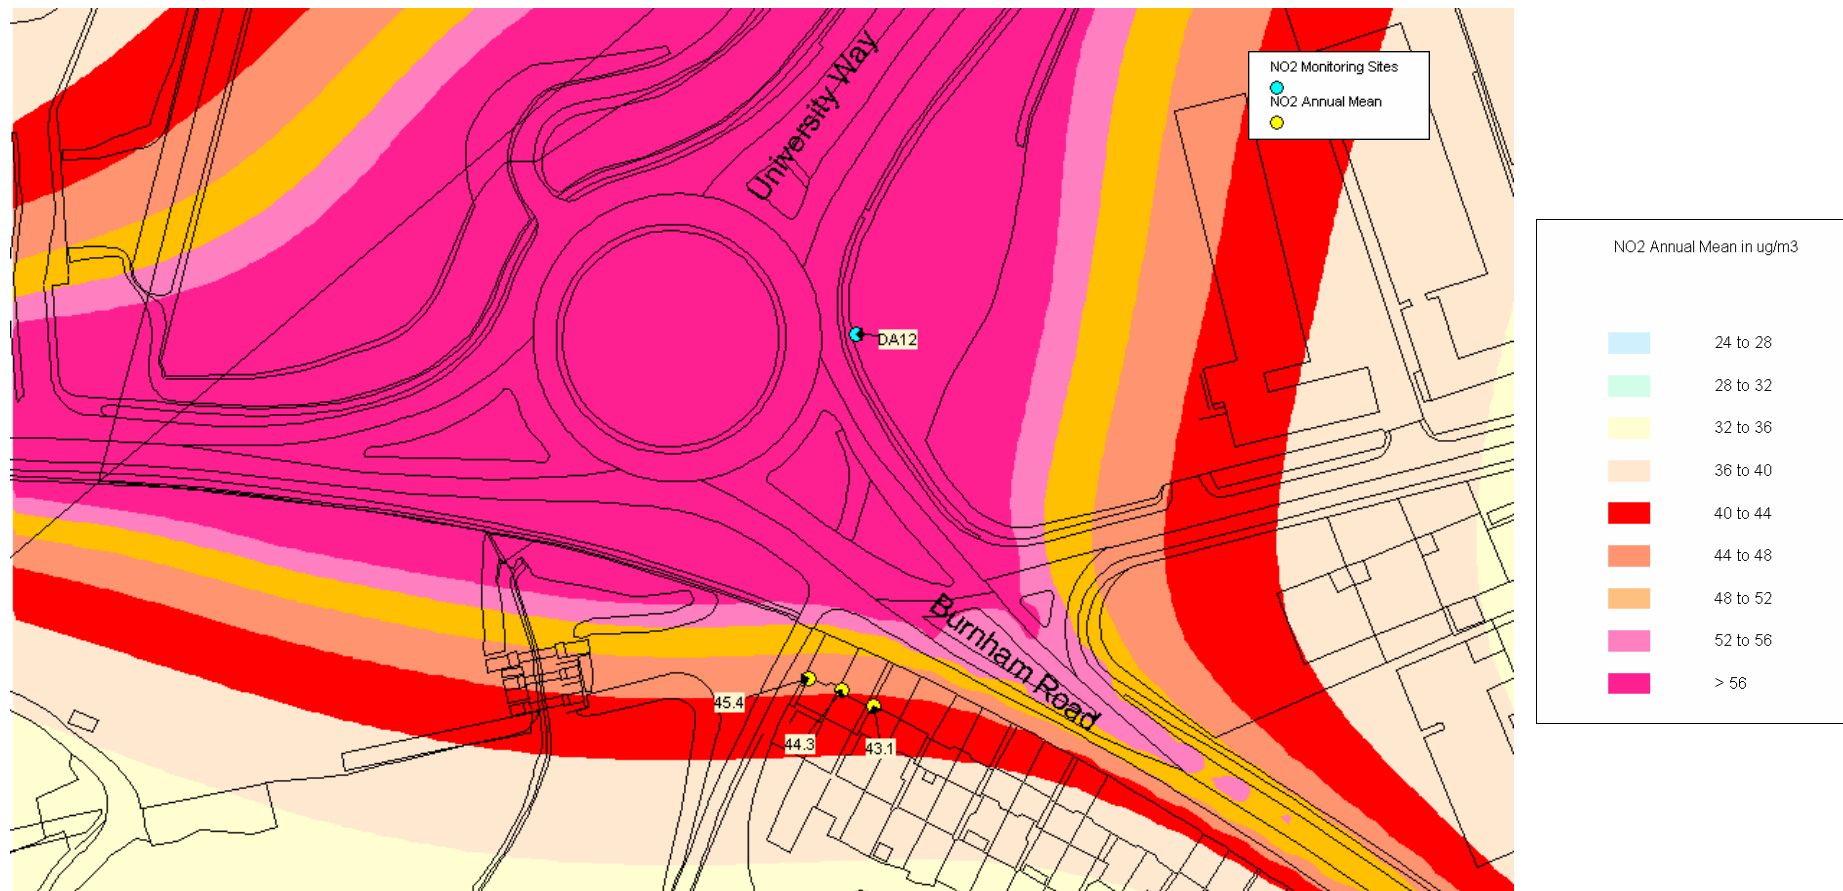 University Way
NO2 Monitoring Sites
NO2 Annual Mean
DA12
Burnham Road
45.4
44.3
43.1
NO2 Annual Mean in ug/m3
24 to 28
28 to 32
32 to 36
36 to 40
40 to 44
44 to 48
48 to 52
52 to 56
> 56